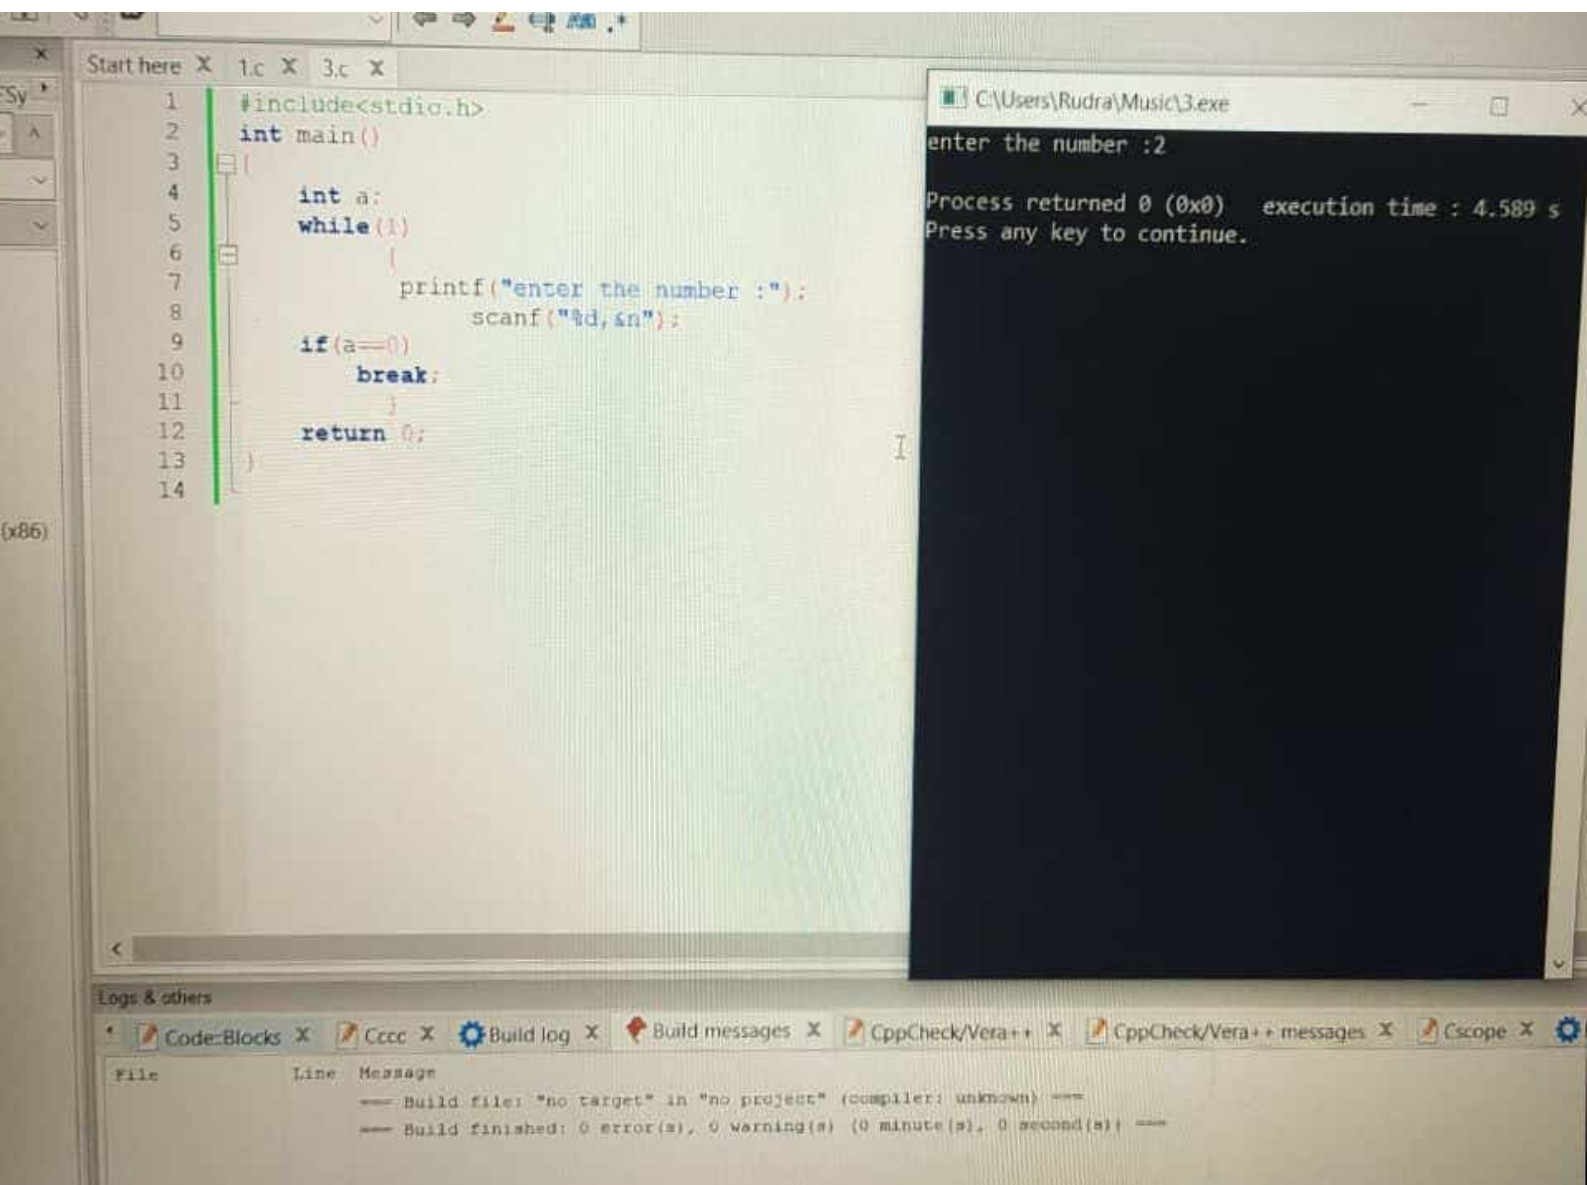 Start here X 1.c X 3.c X
FSy
1 #include<stdio.h>
2 int main()
3 {
4 int a;
5 while(1)
6 {
7 printf("enter the number :");
8 scanf("%d,&n");
9 if(a==0)
10 break;
11 }
12 return 0;
13 }
14
(x86)
C:\Users\Rudra\Music\3.exe
enter the number :2
Process returned 0 (0x0) execution time : 4.589 s
Press any key to continue.
Logs & others
Code::Blocks X Cccc X Build log X Build messages X CppCheck/Vera++ X CppCheck/Vera++ messages X Cscope X
File Line Message
=== Build file: "no target" in "no project" (compiler: unknown) ===
=== Build finished: 0 error(s), 0 warning(s) (0 minute(s), 0 second(s)) ===